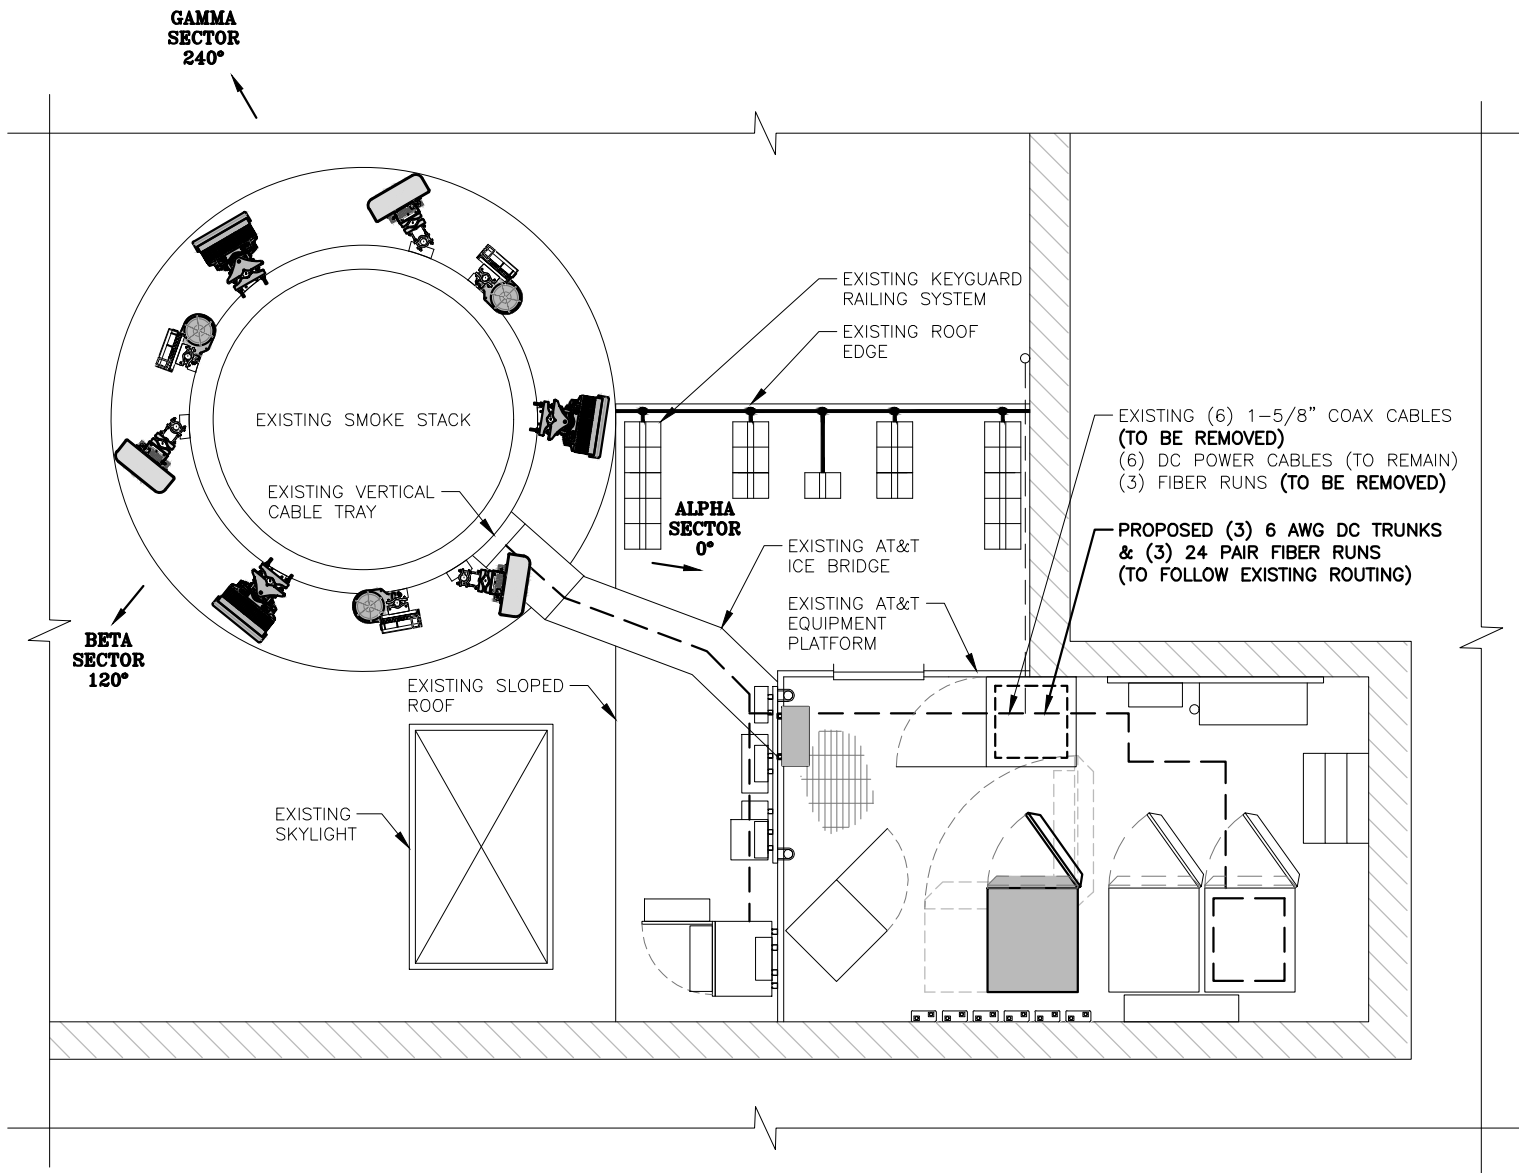 GAMMA
SECTOR
240°
EXISTING KEYGUARD
RAILING SYSTEM
EXISTING ROOF
EDGE
EXISTING SMOKE STACK
EXISTING (6) 1-5/8" COAX CABLES
(TO BE REMOVED)
(6) DC POWER CABLES (TO REMAIN)
(3) FIBER RUNS (TO BE REMOVED)
EXISTING VERTICAL
CABLE TRAY
ALPHA
SECTOR
0°
PROPOSED (3) 6 AWG DC TRUNKS
& (3) 24 PAIR FIBER RUNS
(TO FOLLOW EXISTING ROUTING)
EXISTING AT&T
ICE BRIDGE
EXISTING AT&T
EQUIPMENT
PLATFORM
BETA
SECTOR
120°
EXISTING SLOPED
ROOF
EXISTING
SKYLIGHT